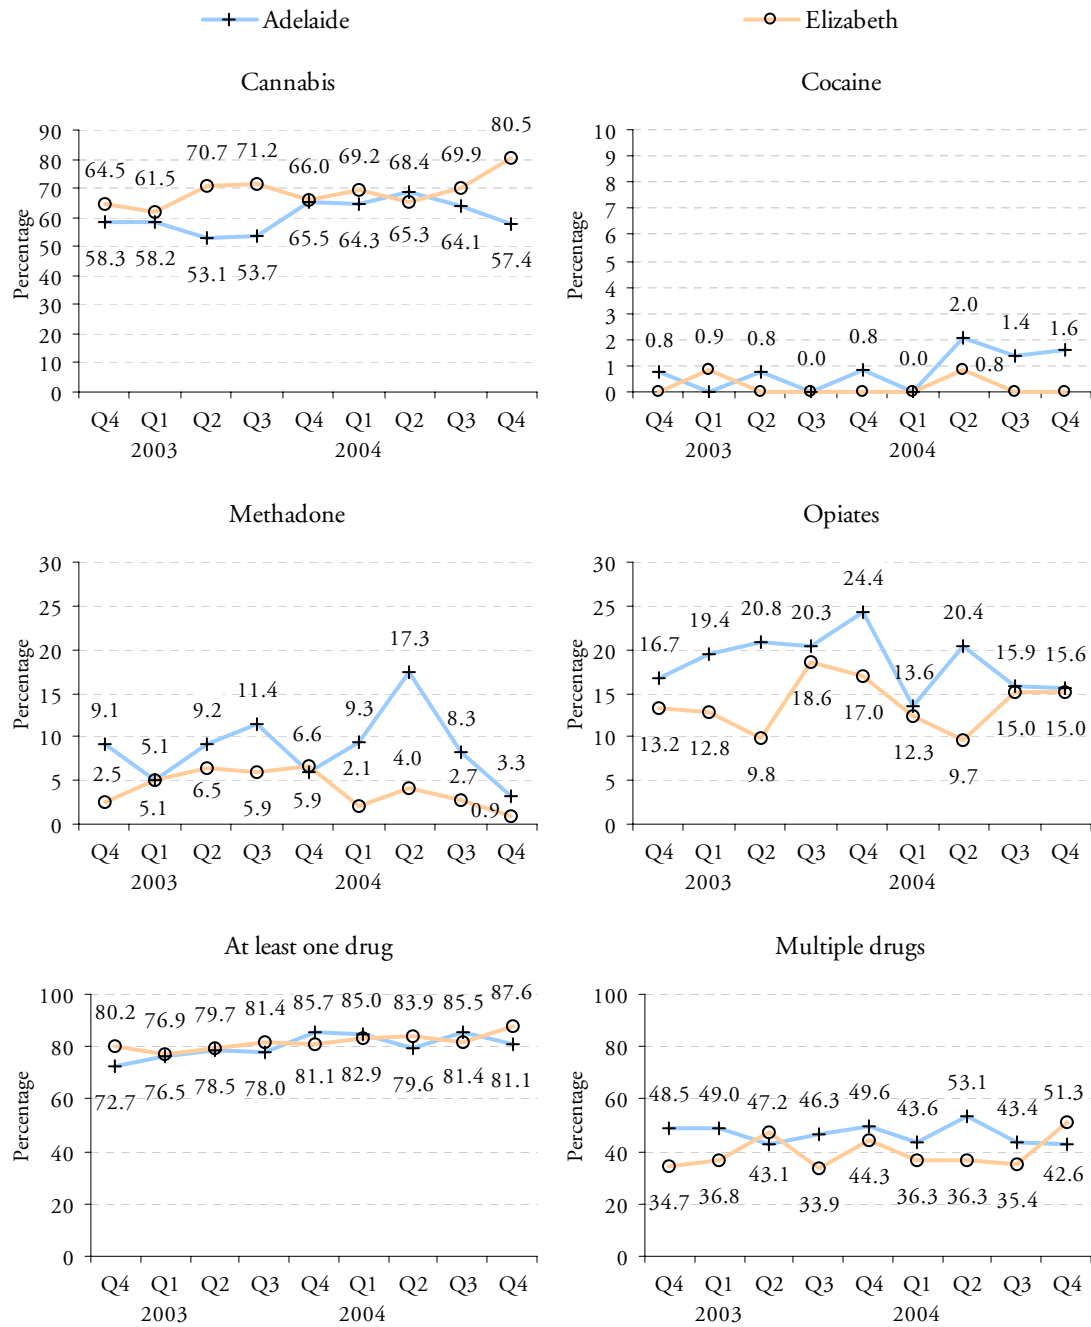 Adelaide Elizabeth
Cannabis
Percentage
90
80
70
60
50
40
30
20
10
0
64.5 61.5 70.7 71.2 66.0 69.2 68.4 69.9 80.5
58.3 58.2 53.1 53.7 65.5 64.3 65.3 64.1 57.4
Q4 Q1 Q2 Q3 Q4 Q1 Q2 Q3 Q4
2003 2004
Cocaine
Percentage
10
9
8
7
6
5
4
3
2
1
0
0.8 0.9 0.8 0.0 0.8 0.0 2.0 1.4 1.6
0.8
Q4 Q1 Q2 Q3 Q4 Q1 Q2 Q3 Q4
2003 2004
Methadone
Percentage
30
25
20
15
10
5
0
9.1 5.1 9.2 11.4 6.6 9.3 17.3 8.3 3.3
2.5 5.1 6.5 5.9 5.9 2.1 4.0 2.7 0.9
Q4 Q1 Q2 Q3 Q4 Q1 Q2 Q3 Q4
2003 2004
Opiates
Percentage
30
25
20
15
10
5
0
16.7 19.4 20.8 20.3 24.4 13.6 20.4 15.9 15.6
13.2 12.8 9.8 18.6 17.0 12.3 9.7 15.0 15.0
Q4 Q1 Q2 Q3 Q4 Q1 Q2 Q3 Q4
2003 2004
At least one drug
Percentage
100
80
60
40
20
0
80.2 76.9 79.7 81.4 85.7 85.0 83.9 85.5 87.6
72.7 76.5 78.5 78.0 81.1 82.9 79.6 81.4 81.1
Q4 Q1 Q2 Q3 Q4 Q1 Q2 Q3 Q4
2003 2004
Multiple drugs
Percentage
100
80
60
40
20
0
48.5 49.0 47.2 46.3 49.6 43.6 53.1 43.4 51.3
34.7 36.8 43.1 33.9 44.3 36.3 36.3 35.4 42.6
Q4 Q1 Q2 Q3 Q4 Q1 Q2 Q3 Q4
2003 2004